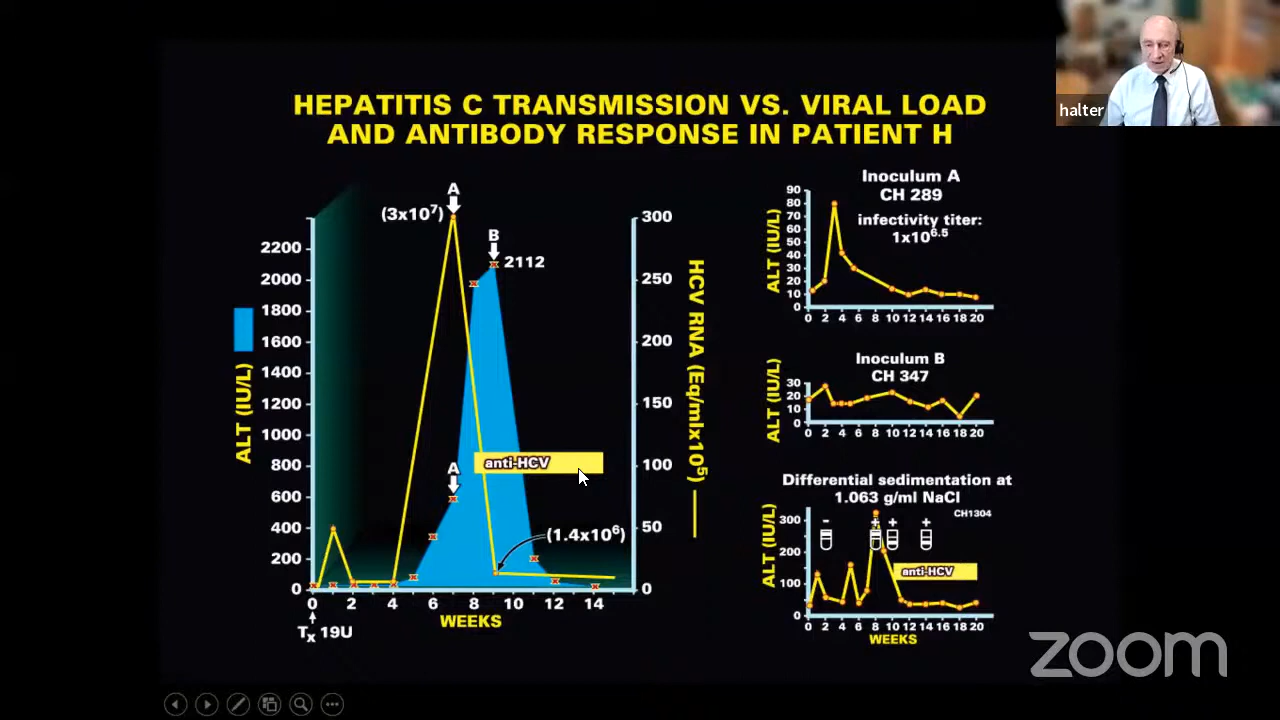 halter
HEPATITIS C TRANSMISSION VS. VIRAL LOAD
AND ANTIBODY RESPONSE IN PATIENT H
A
(3x10⁷)
B
2112
A
anti-HCV
(1.4x10⁶)
ALT (IU/L)
2200
2000
1800
1600
1400
1200
1000
800
600
400
200
0
HCV RNA (Eq/mlx10⁵)
300
250
200
150
100
50
0
0 2 4 6 8 10 12 14
WEEKS
Tx 19U
Inoculum A
CH 289
infectivity titer:
1x10⁶·⁵
ALT (IU/L)
90
80
70
60
50
40
30
20
10
0
0 2 4 6 8 10 12 14 16 18 20
Inoculum B
CH 347
ALT (IU/L)
30
20
10
0
0 2 4 6 8 10 12 14 16 18 20
Differential sedimentation at
1.063 g/ml NaCl
CH1304
ALT (IU/L)
300
200
100
0
- + + +
anti-HCV
0 2 4 6 8 10 12 14 16 18 20
WEEKS
zoom